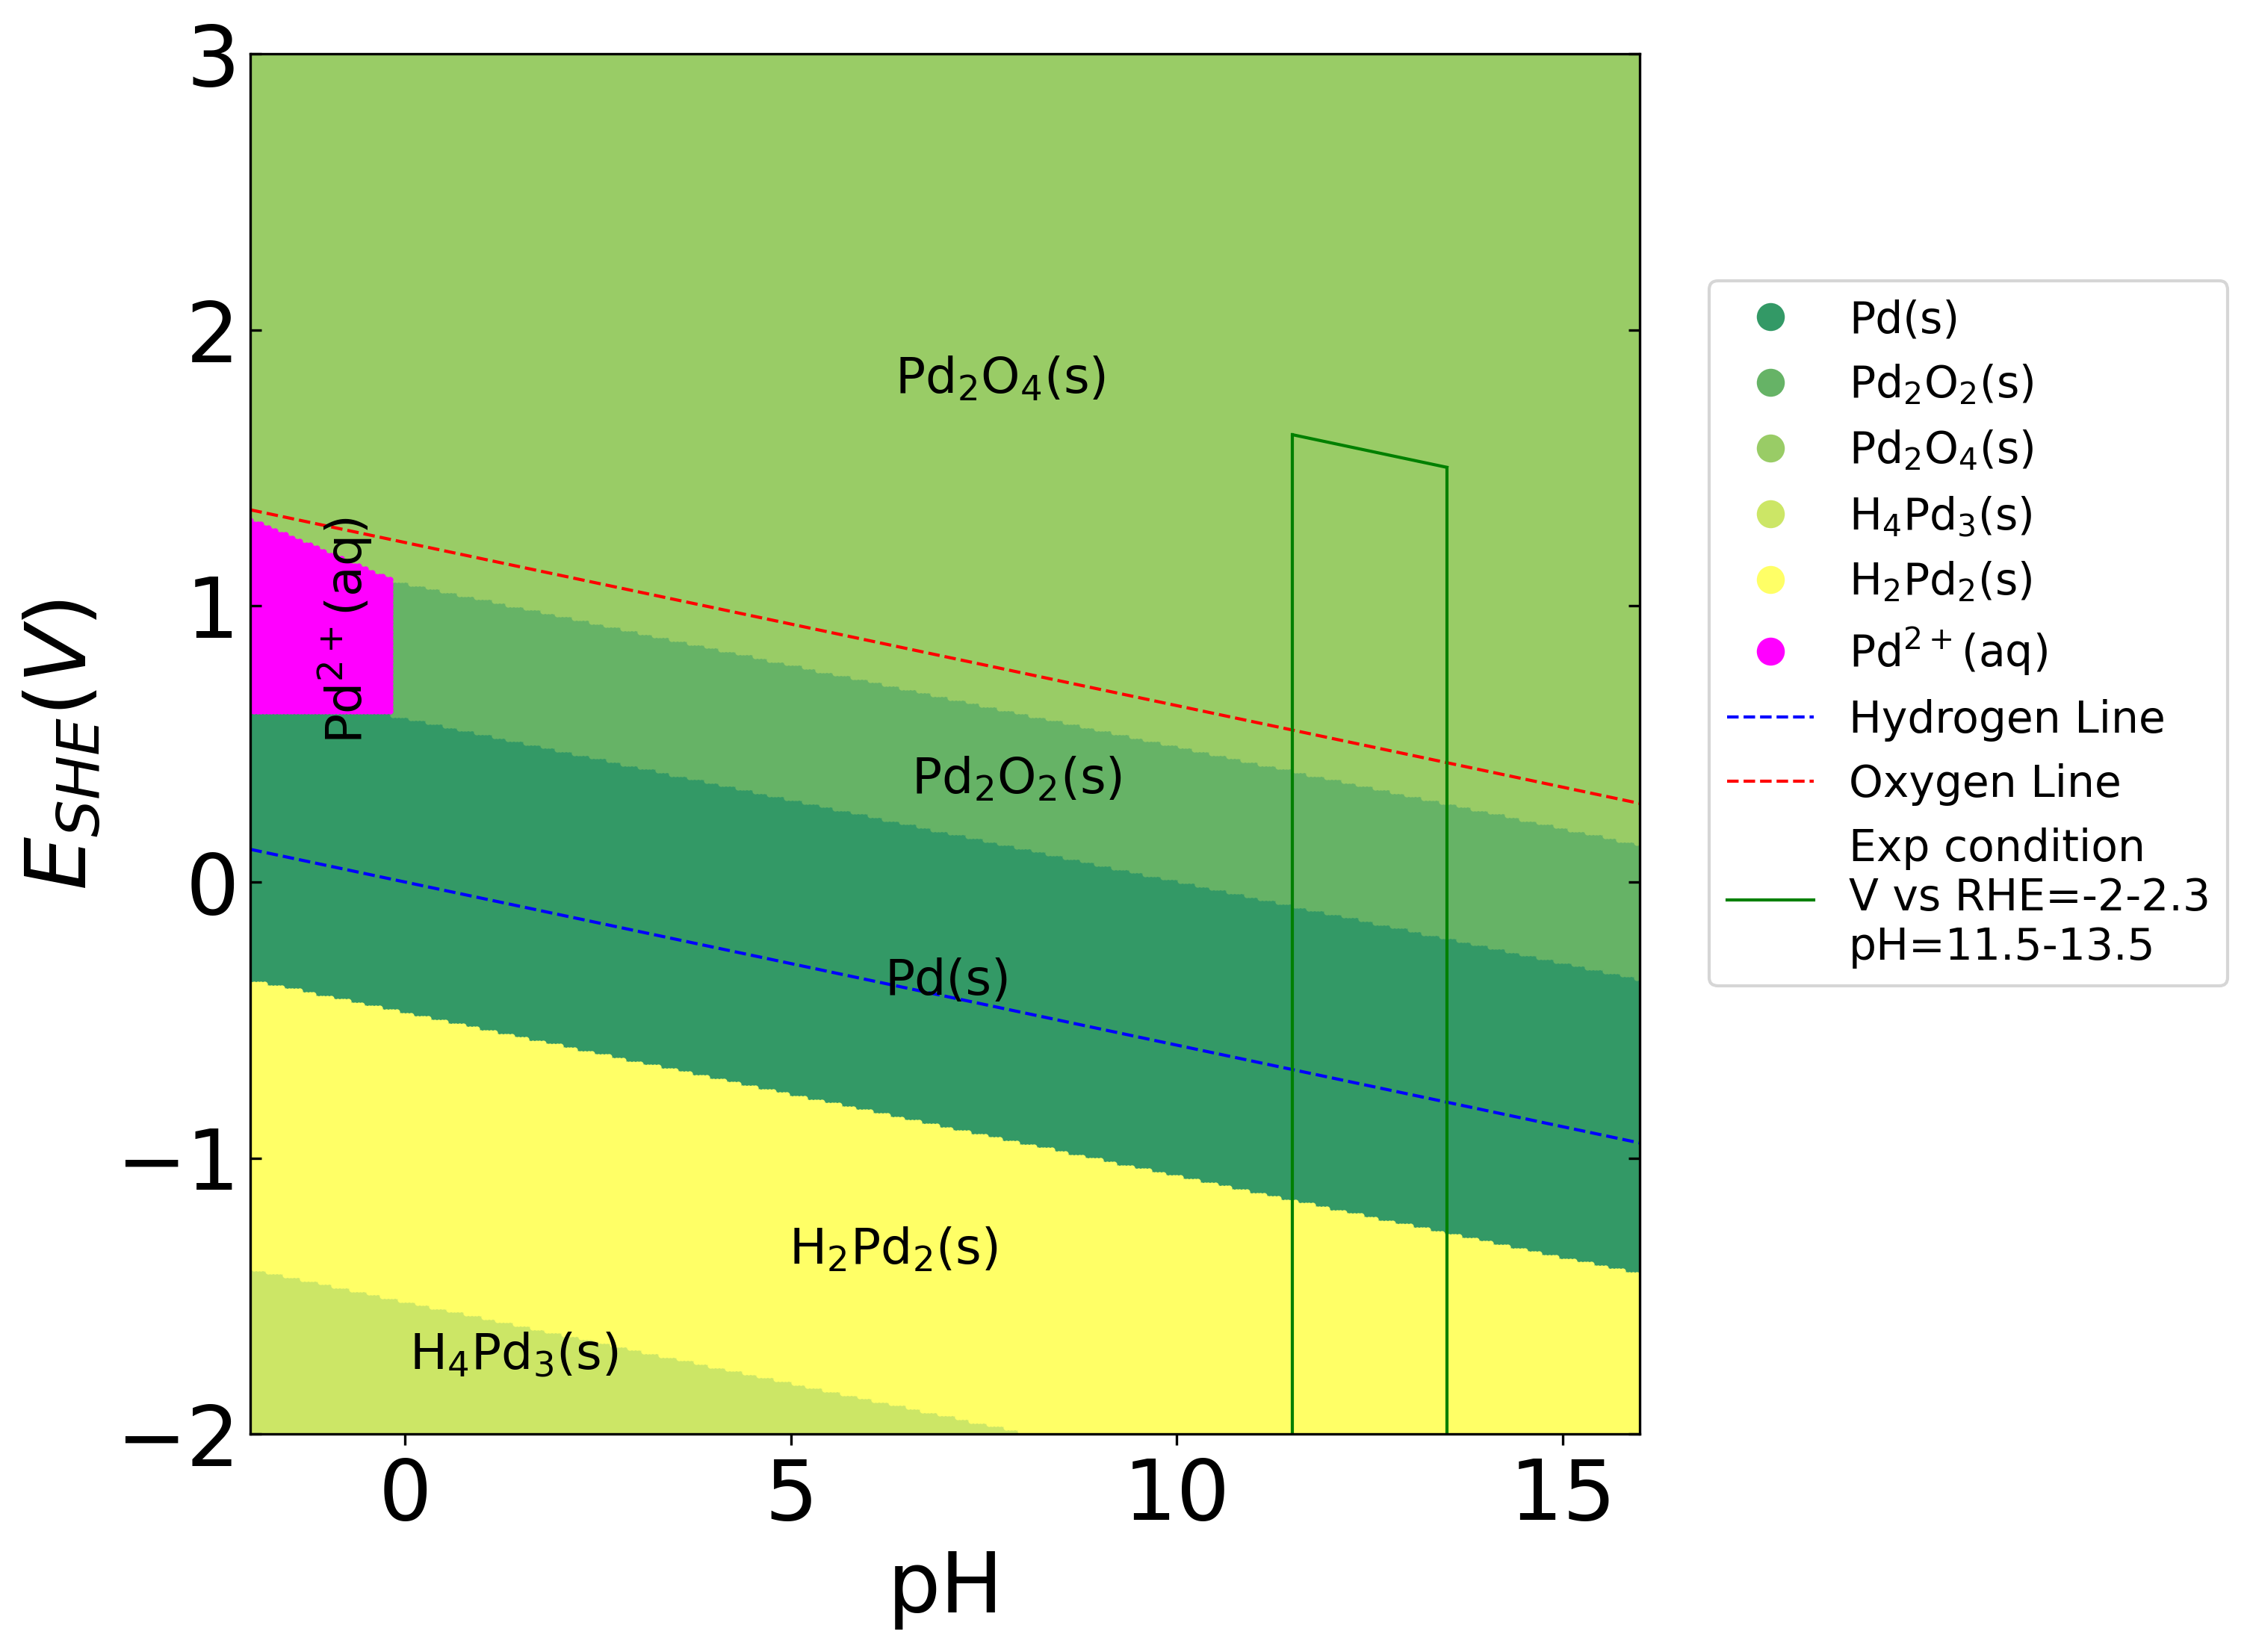 3
2
1
0
−1
−2
E_SHE(V)
0
5
10
15
pH
Pd₂O₄(s)
Pd²⁺(aq)
Pd₂O₂(s)
Pd(s)
H₂Pd₂(s)
H₄Pd₃(s)
Pd(s)
Pd₂O₂(s)
Pd₂O₄(s)
H₄Pd₃(s)
H₂Pd₂(s)
Pd²⁺(aq)
Hydrogen Line
Oxygen Line
Exp condition
V vs RHE=-2-2.3
pH=11.5-13.5